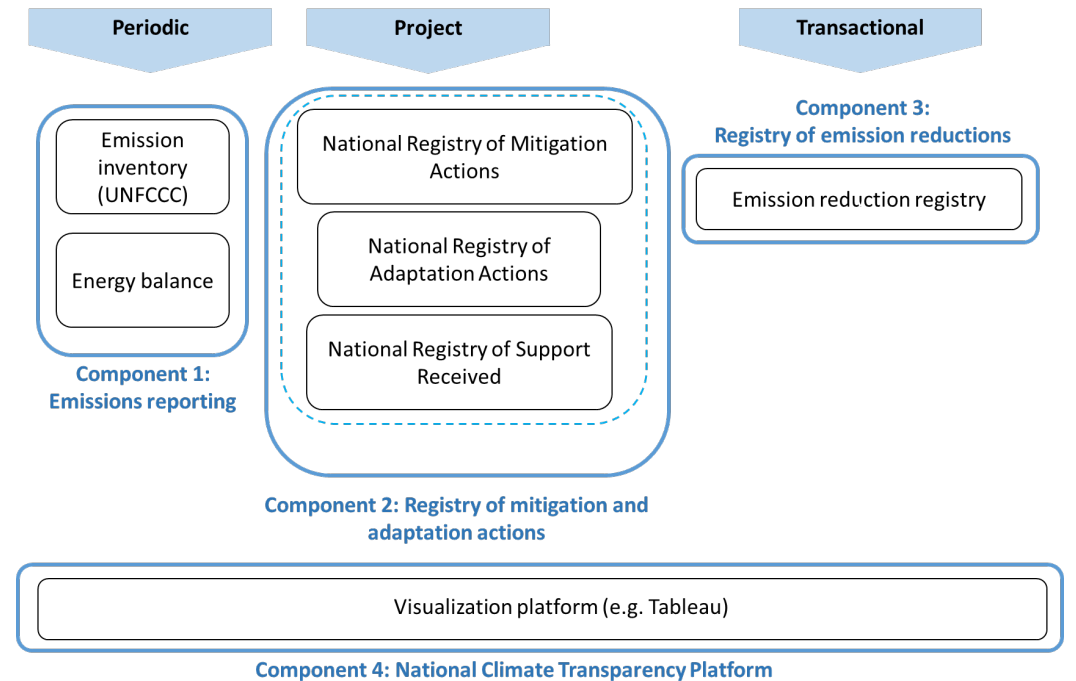 Periodic
Project
Transactional
Component 3:
Registry of emission reductions
Emission
inventory
(UNFCCC)
Energy balance
Component 1:
Emissions reporting
National Registry of Mitigation
Actions
National Registry of
Adaptation Actions
National Registry of Support
Received
Emission reduction registry
Component 2: Registry of mitigation and
adaptation actions
Visualization platform (e.g. Tableau)
Component 4: National Climate Transparency Platform